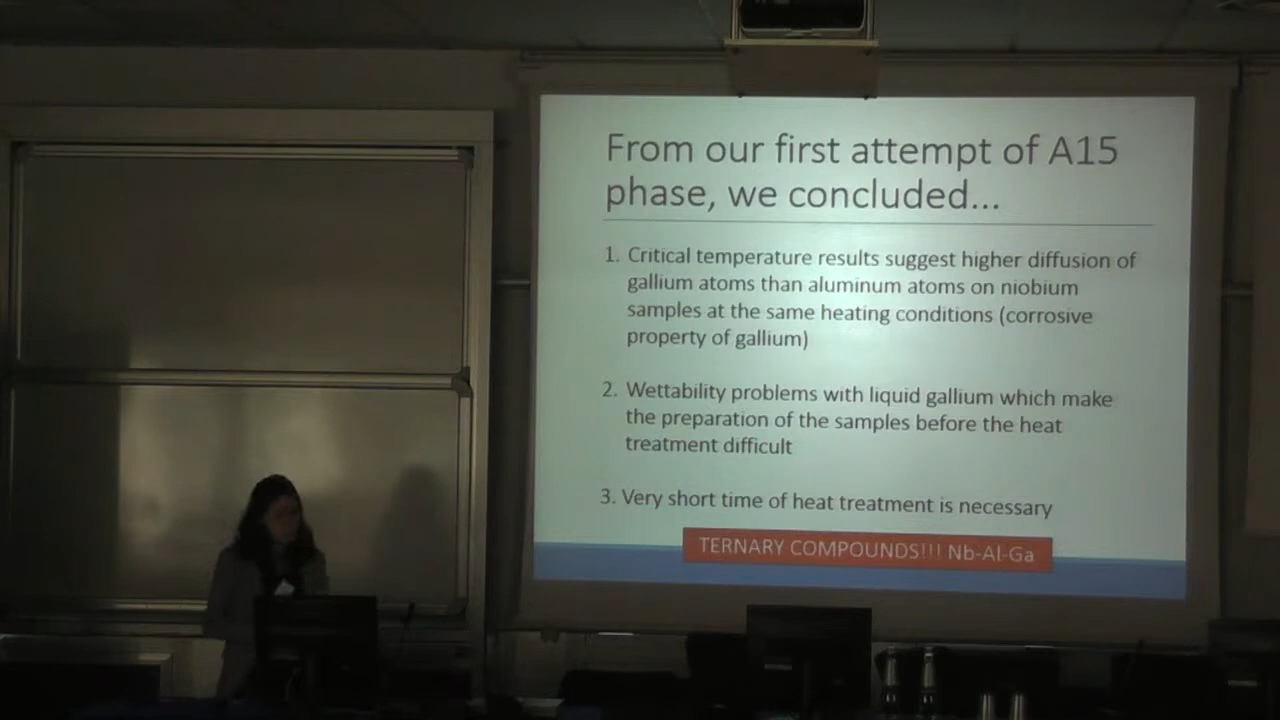 From our first attempt of A15
phase, we concluded...
1. Critical temperature results suggest higher diffusion of
gallium atoms than aluminum atoms on niobium
samples at the same heating conditions (corrosive
property of gallium)
2. Wettability problems with liquid gallium which make
the preparation of the samples before the heat
treatment difficult
3. Very short time of heat treatment is necessary
TERNARY COMPOUNDS!!! Nb-Al-Ga